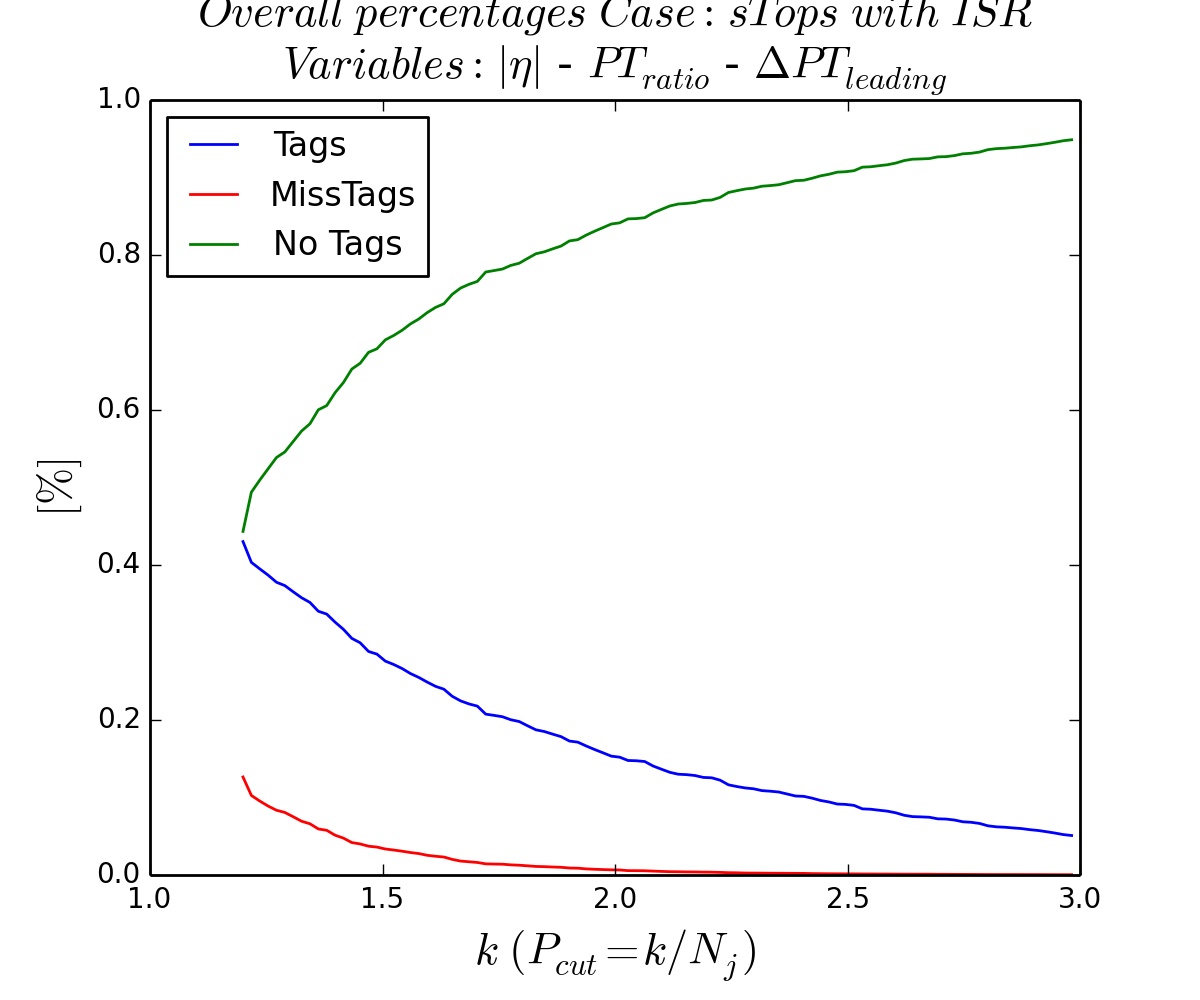 Overall percentages Case: sTops with ISR
Variables: |η| - PT_ratio - ΔPT_leading
1.0
Tags
MissTags
No Tags
0.8
0.6
[%]
0.4
0.2
0.0
1.0 1.5 2.0 2.5 3.0
k (P_cut = k/N_j)